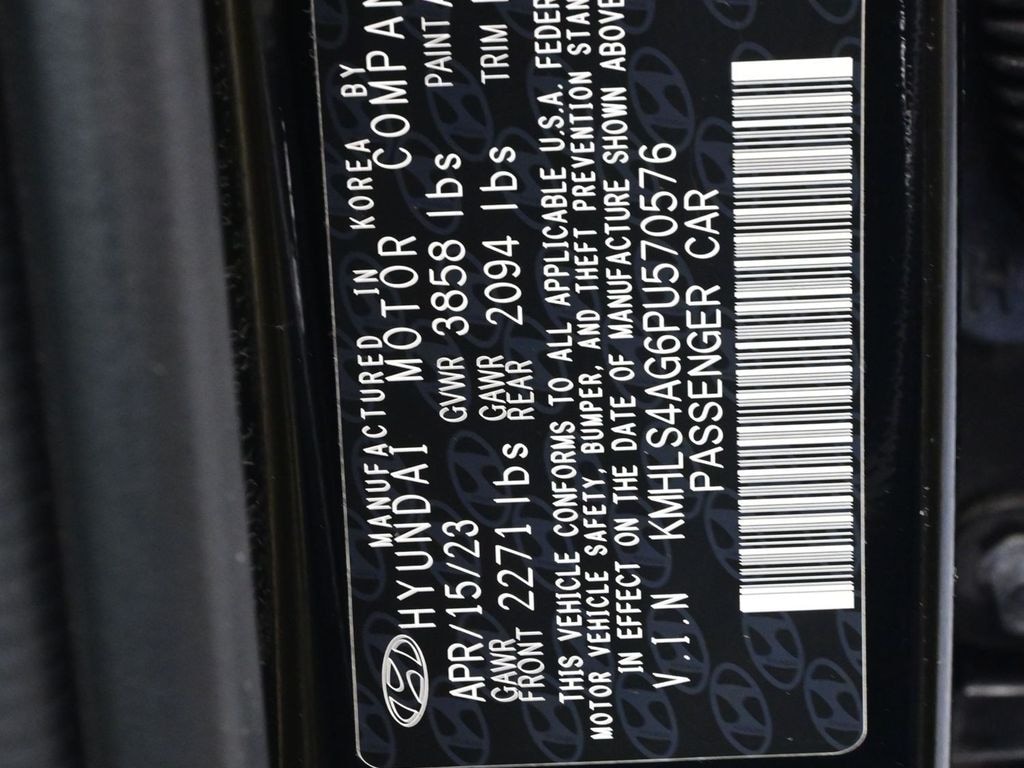 MANUFACTURED IN KOREA BY
HYUNDAI MOTOR COMPAN
APR/15/23 GVWR 3858 lbs PAINT
GAWR FRONT 2271 lbs GAWR REAR 2094 lbs TRIM
THIS VEHICLE CONFORMS TO ALL APPLICABLE U.S.A. FEDER
MOTOR VEHICLE SAFETY, BUMPER, AND THEFT PREVENTION STAN
IN EFFECT ON THE DATE OF MANUFACTURE SHOWN ABOVE
V.I.N KMHLS4AG6PU570576
PASSENGER CAR